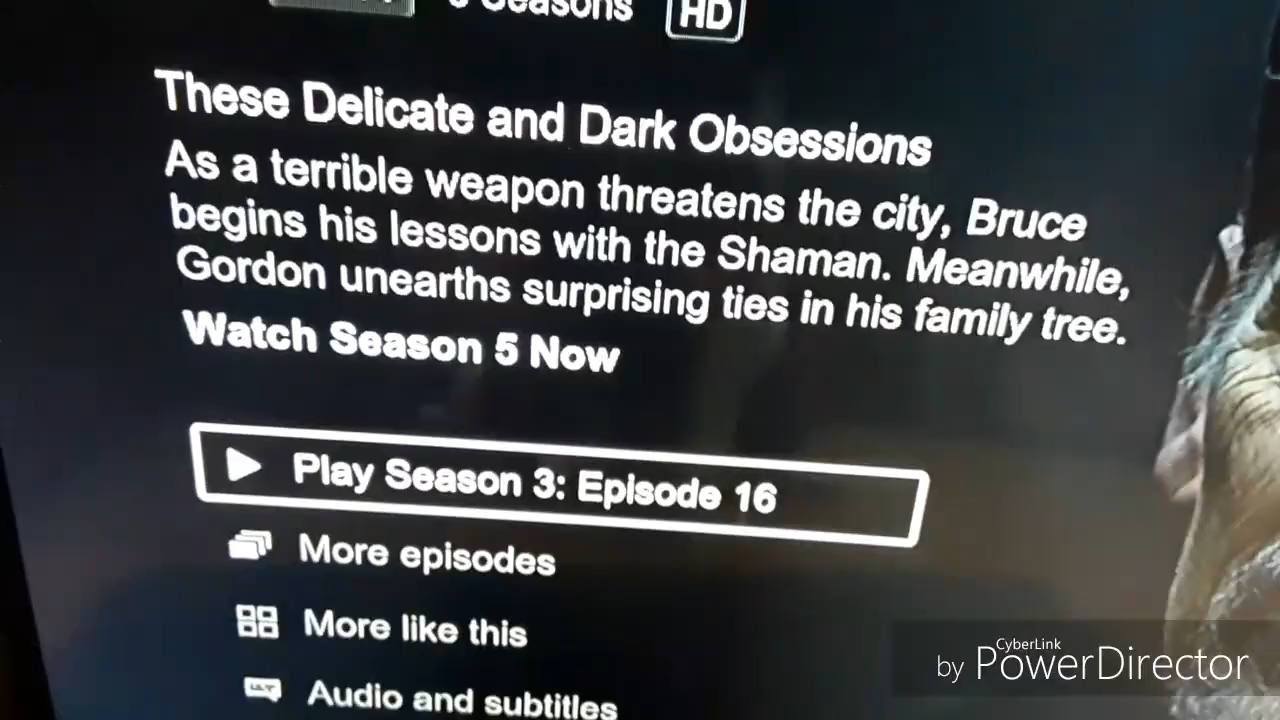 Seasons HD
These Delicate and Dark Obsessions
As a terrible weapon threatens the city, Bruce
begins his lessons with the Shaman. Meanwhile,
Gordon unearths surprising ties in his family tree.
Watch Season 5 Now
Play Season 3: Episode 16
More episodes
More like this
Audio and subtitles
CyberLink
by PowerDirector